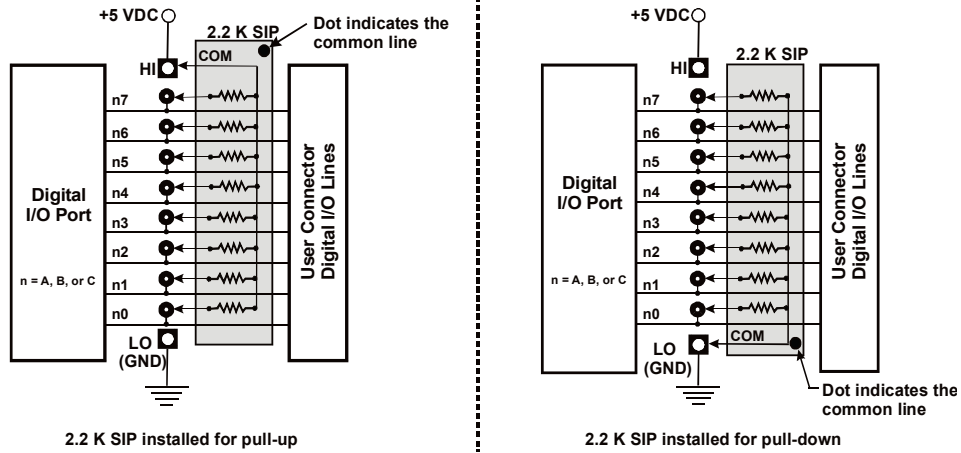 +5 VDC
2.2 K SIP
Dot indicates the
common line
COM
HI
n7
n6
n5
n4
n3
n2
n1
n0
Digital
I/O Port
n = A, B, or C
User Connector
Digital I/O Lines
LO
(GND)
2.2 K SIP installed for pull-up
+5 VDC
2.2 K SIP
HI
n7
n6
n5
n4
n3
n2
n1
n0
Digital
I/O Port
n = A, B, or C
User Connector
Digital I/O Lines
COM
LO
(GND)
Dot indicates the
common line
2.2 K SIP installed for pull-down